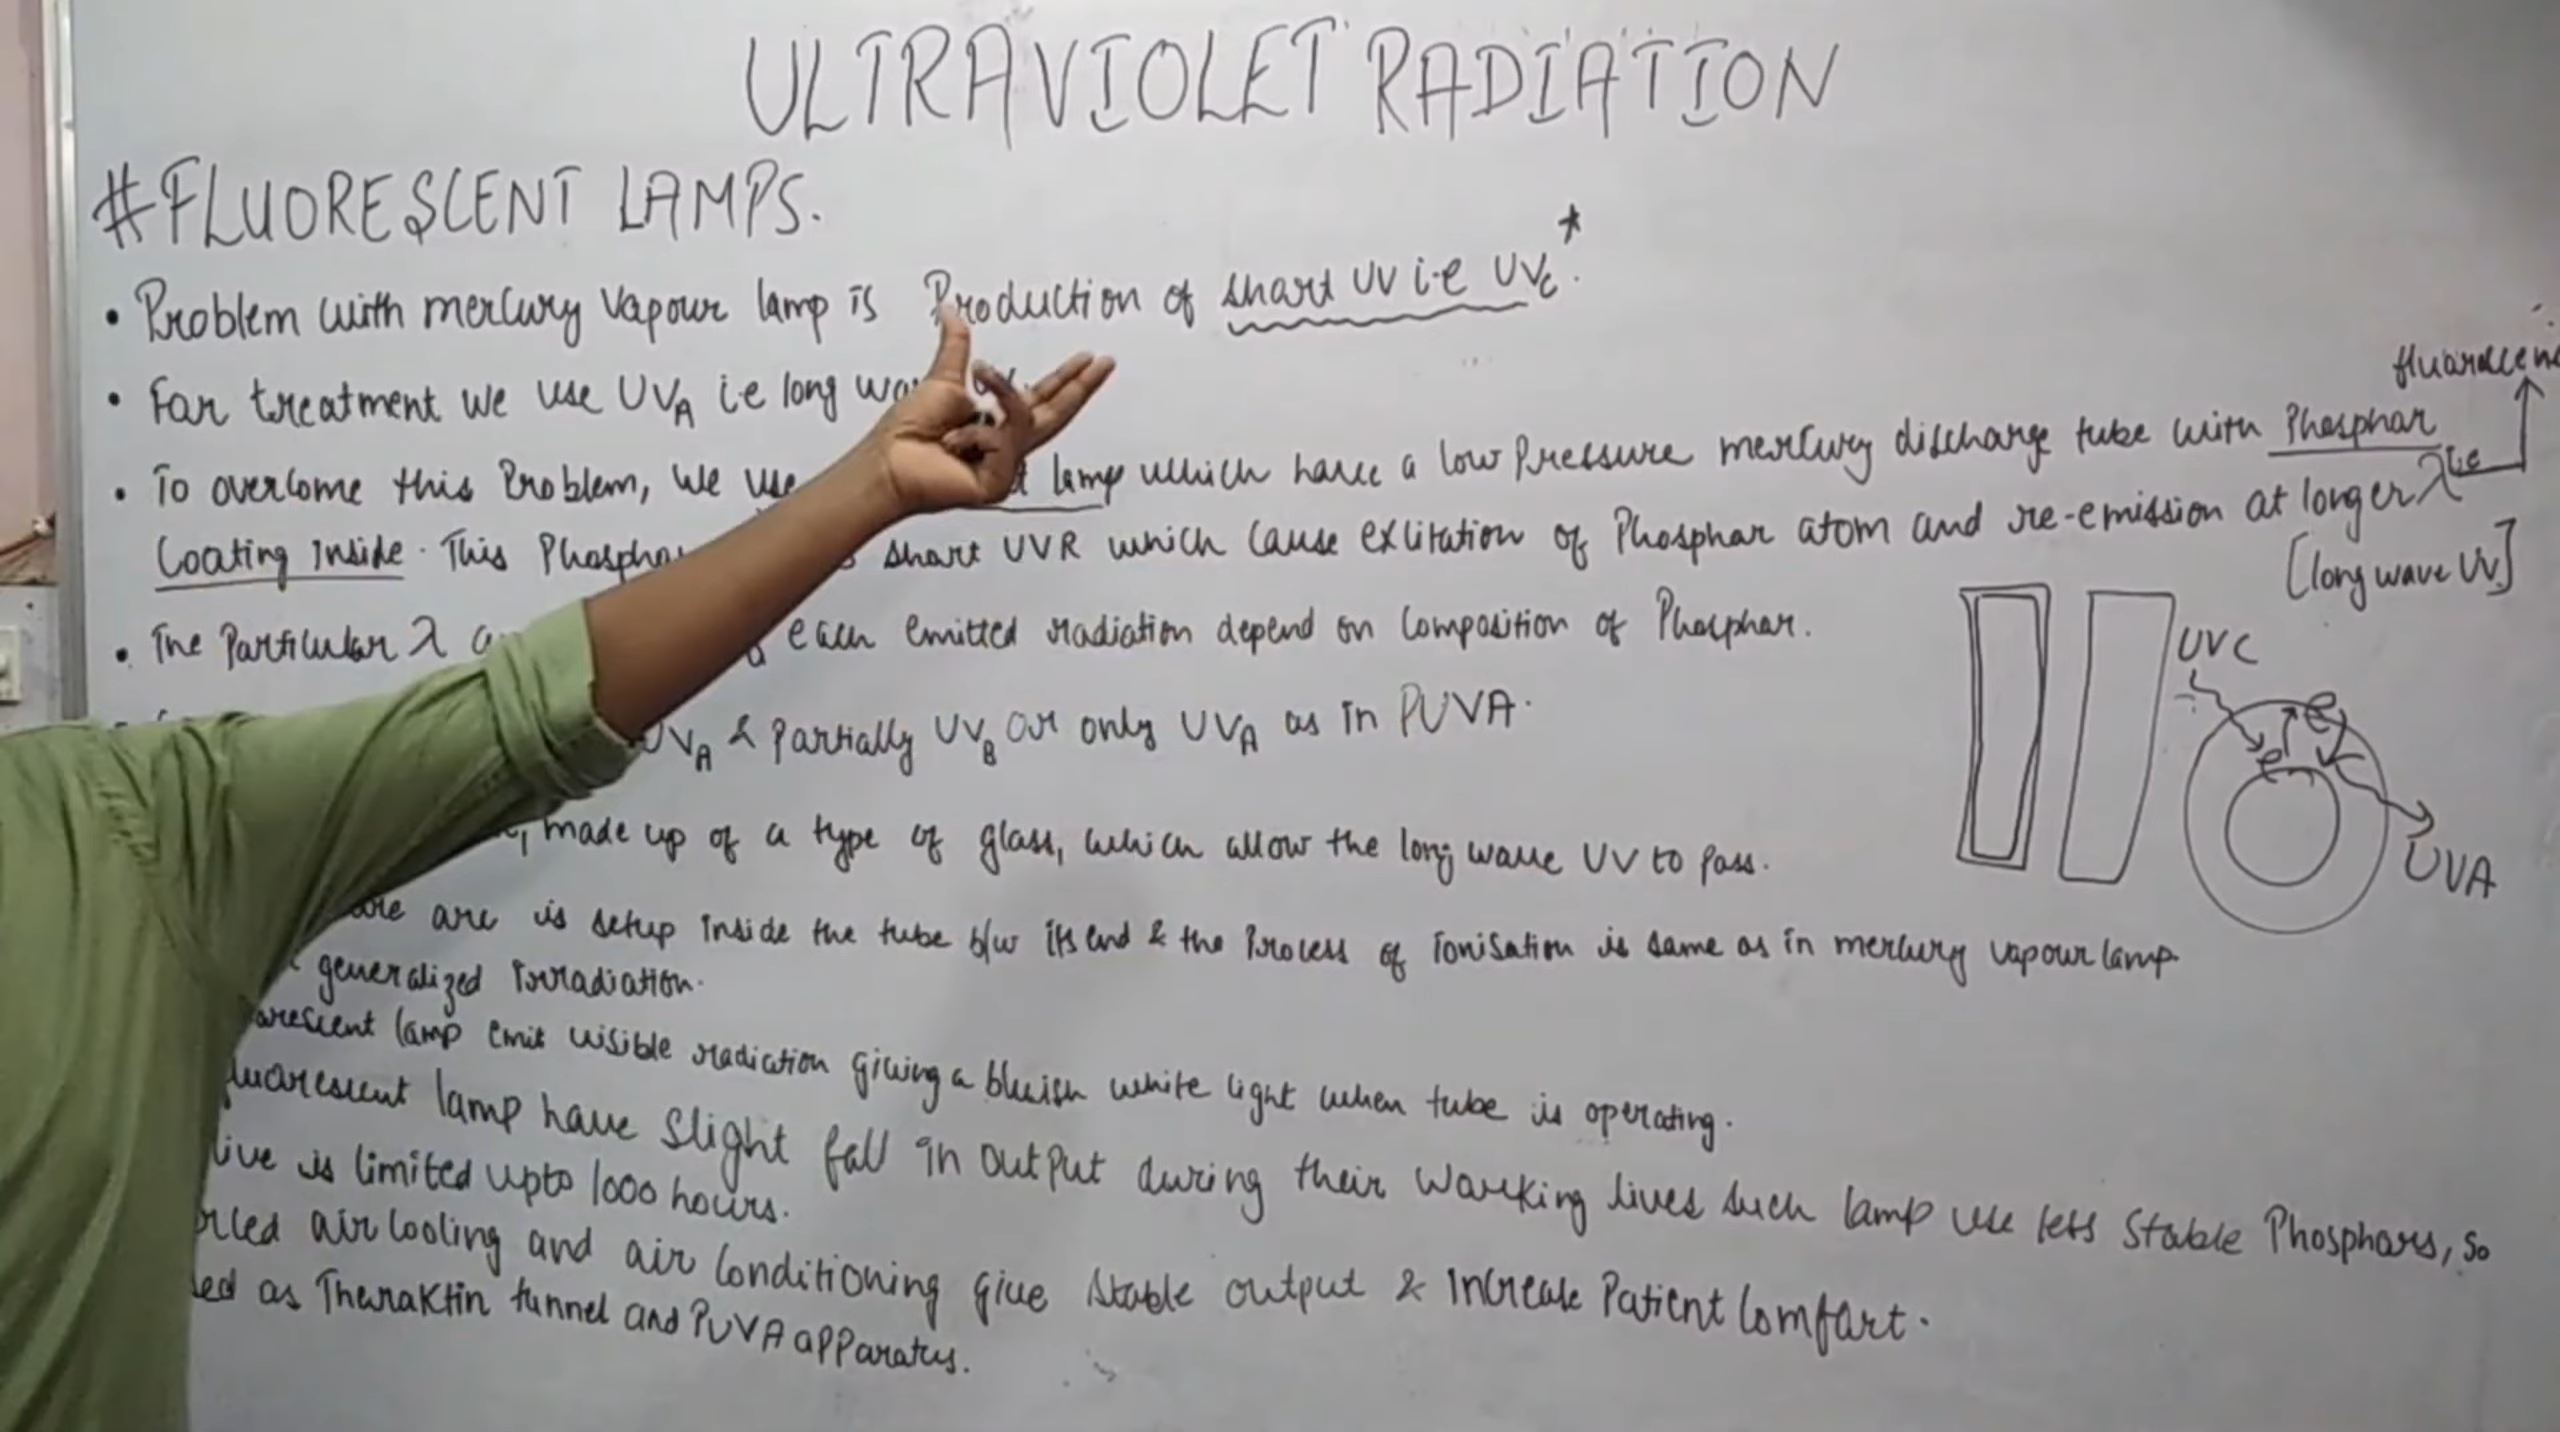 ULTRAVIOLET RADIATION
#FLUORESCENT LAMPS.
• Problem with mercury vapour lamp is Production of short UV i.e UVC. *
• For treatment we use UVA i.e long
fluorescence
• To overcome this Problem, we use lamp which have a low Pressure mercury discharge tube with Phosphor
Coating Inside. This short UVR which cause excitation of Phosphor atom and re-emission at longer λ i.e
[long wave UV]
• The Particular λ each emitted radiation depend on Composition of Phosphor.
UVA & Partially UVB or only UVA as in PUVA.
made up of a type of glass, which allow the long wave UV to pass.
arc is setup Inside the tube b/w its end & the Process of Ionisation is same as in mercury vapour lamp.
generalized Irradiation.
lamp emit visible radiation giving a bluish white light when tube is operating.
lamp have slight fall in output during their working lives such lamp use less stable Phosphors, so
live is limited upto 1000 hours.
air cooling and air conditioning give stable output & Increase Patient Comfort.
as Theraktin tunnel and PUVA apparatus.
UVC
e
e
UVA